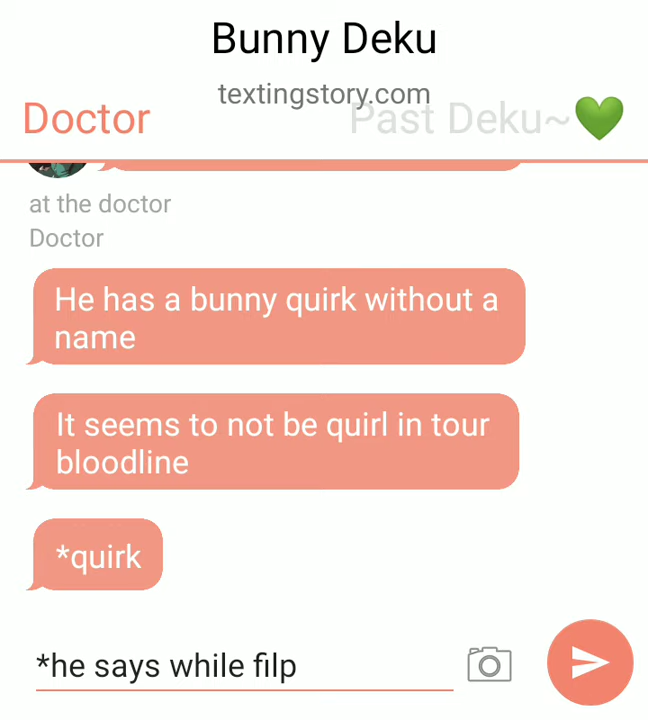 Bunny Deku
textingstory.com
Doctor
Past Deku~💚
at the doctor
Doctor
He has a bunny quirk without a
name
It seems to not be quirl in tour
bloodline
*quirk
*he says while filp